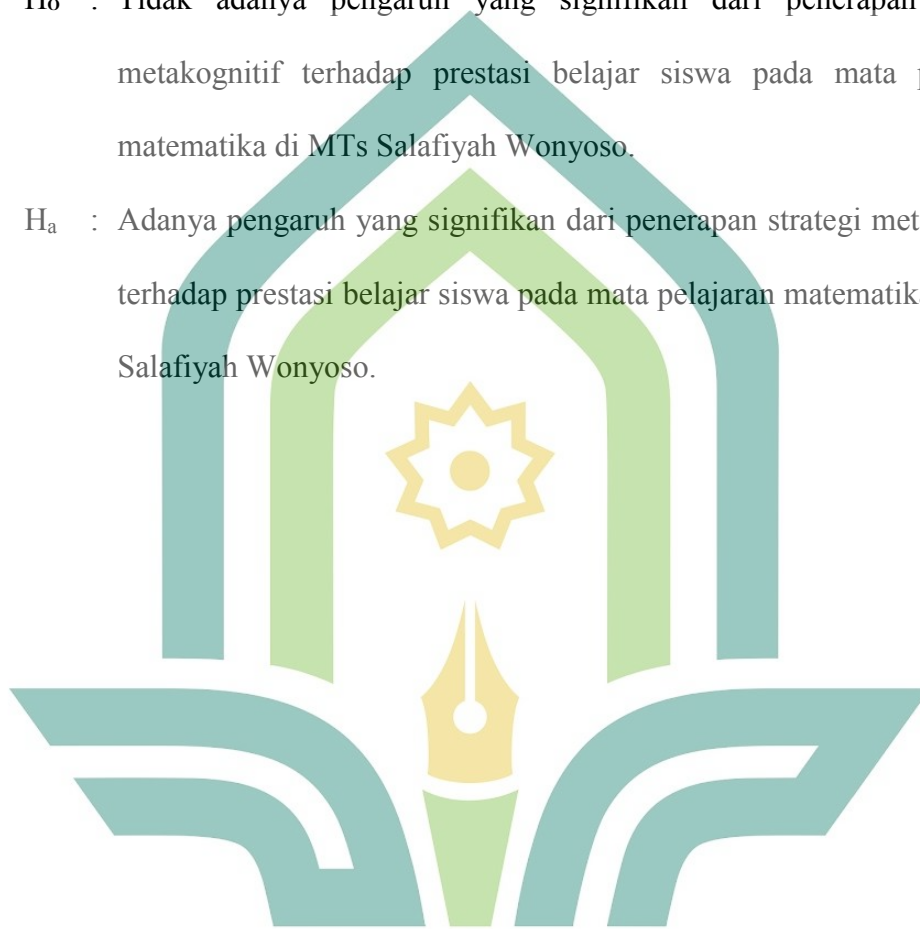 H₀ : Tidak adanya pengaruh yang signifikan dari penerapan
metakognitif terhadap prestasi belajar siswa pada mata
matematika di MTs Salafiyah Wonyoso.
Hₐ : Adanya pengaruh yang signifikan dari penerapan strategi
terhadap prestasi belajar siswa pada mata pelajaran
Salafiyah Wonyoso.